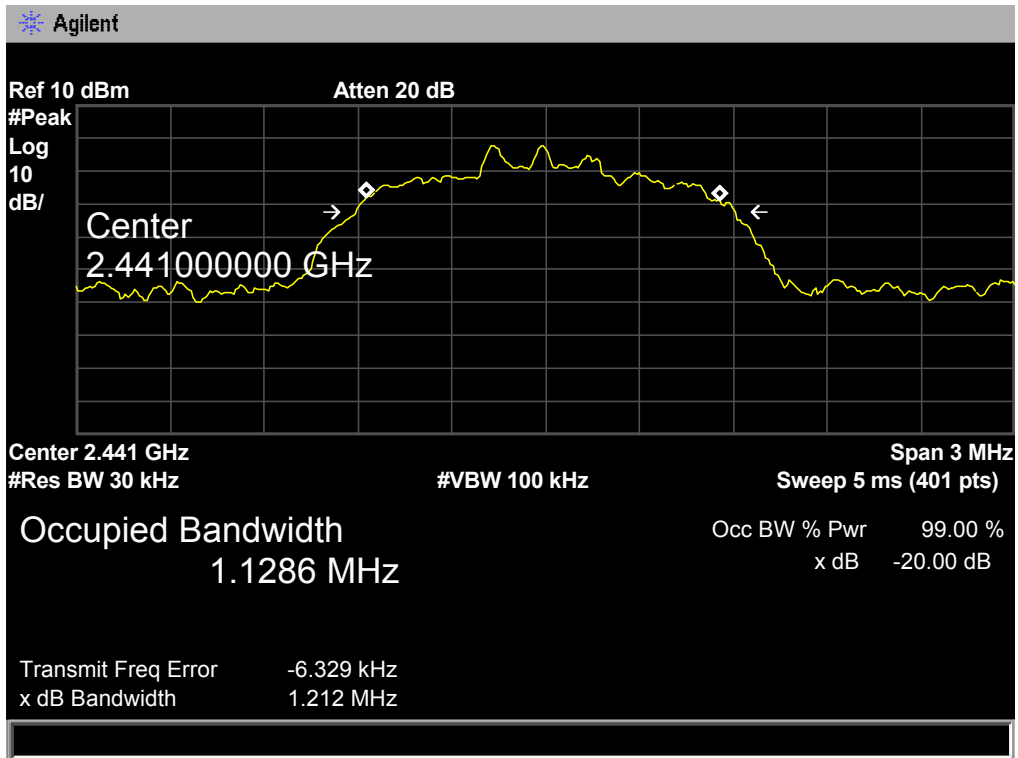 Agilent
Ref 10 dBm Atten 20 dB
#Peak
Log
10
dB/
Center
2.441000000 GHz
Center 2.441 GHz Span 3 MHz
#Res BW 30 kHz #VBW 100 kHz Sweep 5 ms (401 pts)
Occupied Bandwidth Occ BW % Pwr 99.00 %
1.1286 MHz x dB -20.00 dB
Transmit Freq Error -6.329 kHz
x dB Bandwidth 1.212 MHz